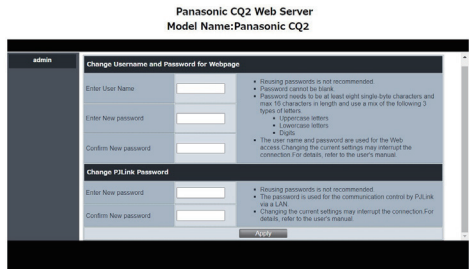 Panasonic CQ2 Web Server
Model Name:Panasonic CQ2
admin
Change Username and Password for Webpage
Enter User Name
Enter New password
Confirm New password
Reusing passwords is not recommended.
Password cannot be blank.
Password needs to be at least eight single-byte characters and
max 16 characters in length and use a mix of the following 3
types of letters.
Uppercase letters
Lowercase letters
Digits
The user name and password are used for the Web
access.Changing the current settings may interrupt the
connection.For details, refer to the user's manual.
Change PJLink Password
Enter New password
Confirm New password
Reusing passwords is not recommended.
The password is used for the communication control by PJLink
via a LAN.
Changing the current settings may interrupt the connection.For
details, refer to the user's manual.
Apply